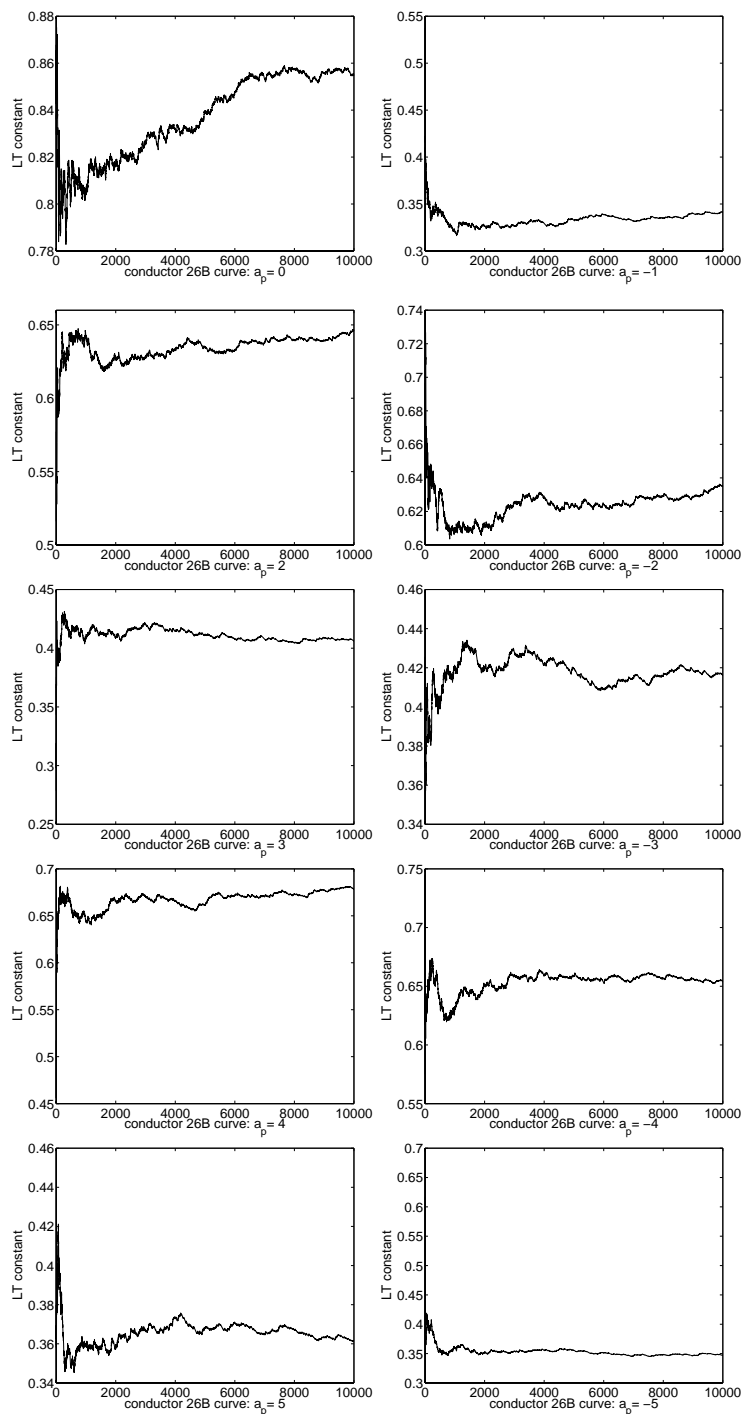 0.88
0.86
0.84
0.82
0.8
0.78
LT constant
0 2000 4000 6000 8000 10000
conductor 26B curve: a_p= 0
0.55
0.5
0.45
0.4
0.35
0.3
LT constant
0 2000 4000 6000 8000 10000
conductor 26B curve: a_p= −1
0.65
0.6
0.55
0.5
LT constant
0 2000 4000 6000 8000 10000
conductor 26B curve: a_p= 2
0.74
0.72
0.7
0.68
0.66
0.64
0.62
0.6
LT constant
0 2000 4000 6000 8000 10000
conductor 26B curve: a_p= −2
0.45
0.4
0.35
0.3
0.25
LT constant
0 2000 4000 6000 8000 10000
conductor 26B curve: a_p= 3
0.46
0.44
0.42
0.4
0.38
0.36
0.34
LT constant
0 2000 4000 6000 8000 10000
conductor 26B curve: a_p= −3
0.7
0.65
0.6
0.55
0.5
0.45
LT constant
0 2000 4000 6000 8000 10000
conductor 26B curve: a_p= 4
0.75
0.7
0.65
0.6
0.55
LT constant
0 2000 4000 6000 8000 10000
conductor 26B curve: a_p= −4
0.46
0.44
0.42
0.4
0.38
0.36
0.34
LT constant
0 2000 4000 6000 8000 10000
conductor 26B curve: a_p= 5
0.7
0.65
0.6
0.55
0.5
0.45
0.4
0.35
0.3
LT constant
0 2000 4000 6000 8000 10000
conductor 26B curve: a_p= −5